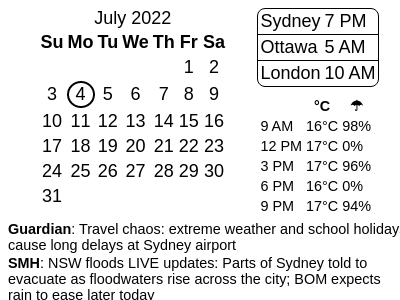 July 2022
Su Mo Tu We Th Fr Sa
1 2
3 4 5 6 7 8 9
10 11 12 13 14 15 16
17 18 19 20 21 22 23
24 25 26 27 28 29 30
31
Sydney 7 PM
Ottawa 5 AM
London 10 AM
°C ☂
9 AM 16°C 98%
12 PM 17°C 0%
3 PM 17°C 96%
6 PM 16°C 0%
9 PM 17°C 94%
Guardian: Travel chaos: extreme weather and school holiday
cause long delays at Sydney airport
SMH: NSW floods LIVE updates: Parts of Sydney told to
evacuate as floodwaters rise across the city; BOM expects
rain to ease later today